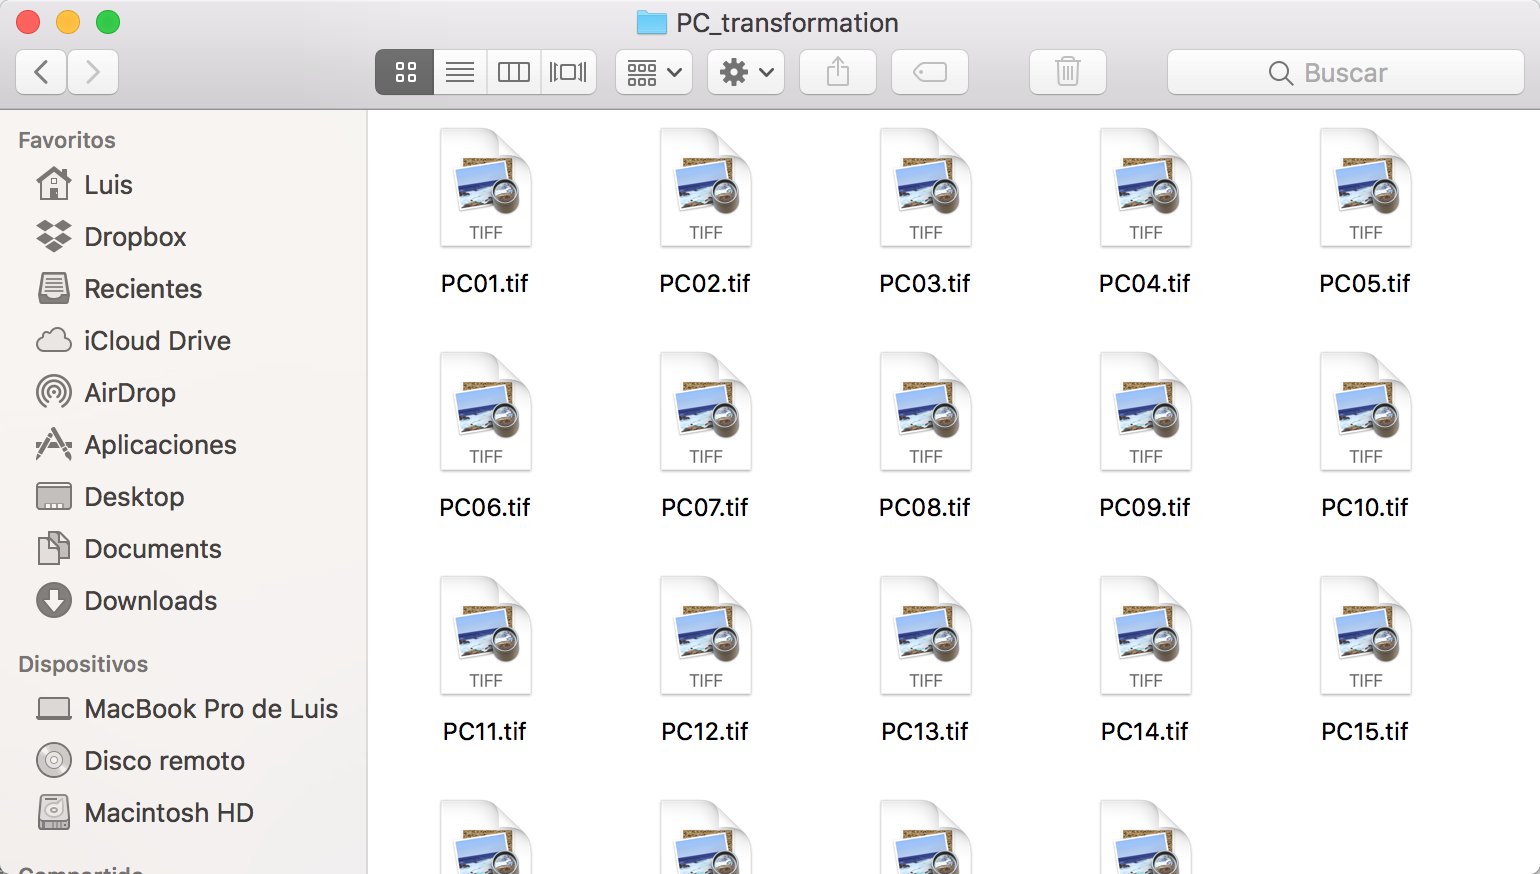 PC_transformation
Buscar
Favoritos
Luis
Dropbox
Recientes
iCloud Drive
AirDrop
Aplicaciones
Desktop
Documents
Downloads
Dispositivos
MacBook Pro de Luis
Disco remoto
Macintosh HD
Compartido
TIFF TIFF TIFF TIFF TIFF
PC01.tif PC02.tif PC03.tif PC04.tif PC05.tif
TIFF TIFF TIFF TIFF TIFF
PC06.tif PC07.tif PC08.tif PC09.tif PC10.tif
TIFF TIFF TIFF TIFF TIFF
PC11.tif PC12.tif PC13.tif PC14.tif PC15.tif